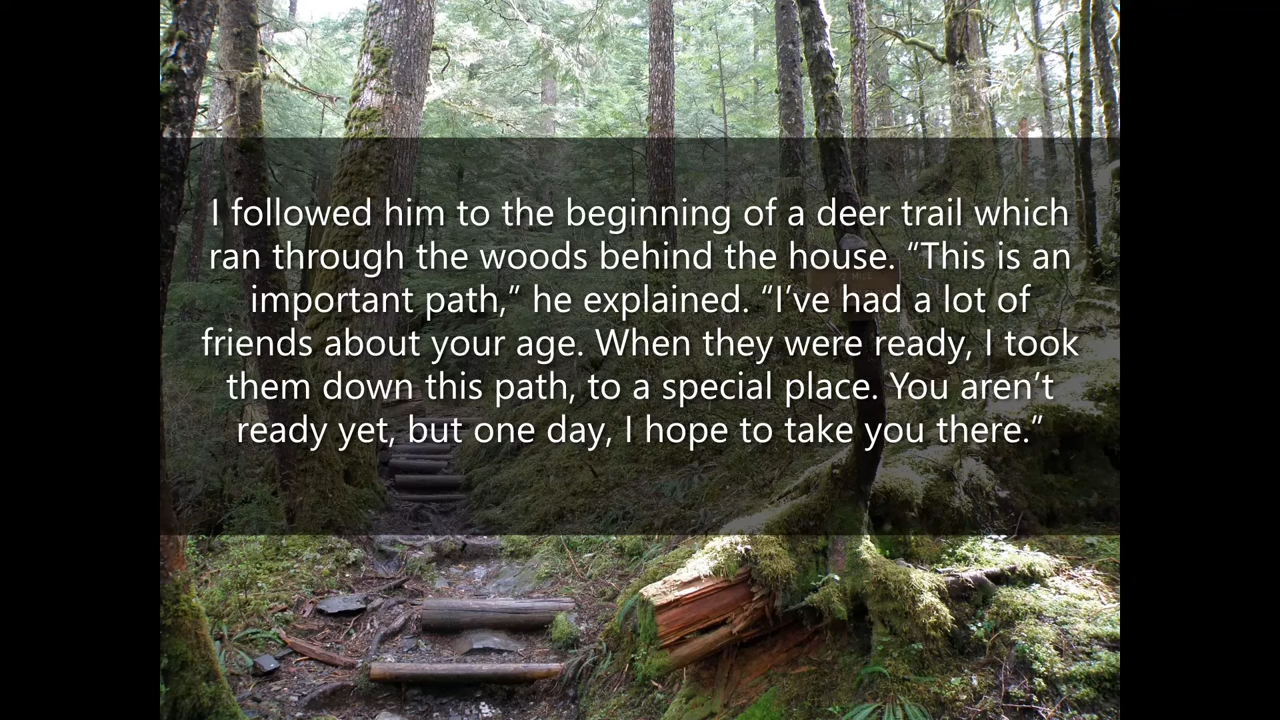 I followed him to the beginning of a deer trail which
ran through the woods behind the house. “This is an
important path,” he explained. “I’ve had a lot of
friends about your age. When they were ready, I took
them down this path, to a special place. You aren’t
ready yet, but one day, I hope to take you there.”